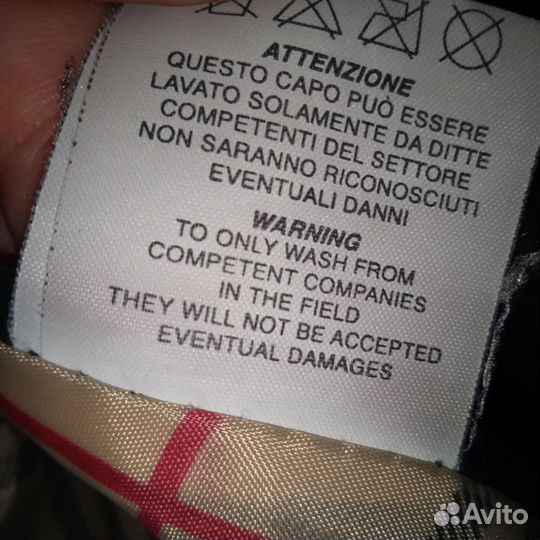 ATTENZIONE
QUESTO CAPO PUÒ ESSERE
LAVATO SOLAMENTE DA DITTE
COMPETENTI DEL SETTORE
NON SARANNO RICONOSCIUTI
EVENTUALI DANNI
WARNING
TO ONLY WASH FROM
COMPETENT COMPANIES
IN THE FIELD
THEY WILL NOT BE ACCEPTED
EVENTUAL DAMAGES
Avito